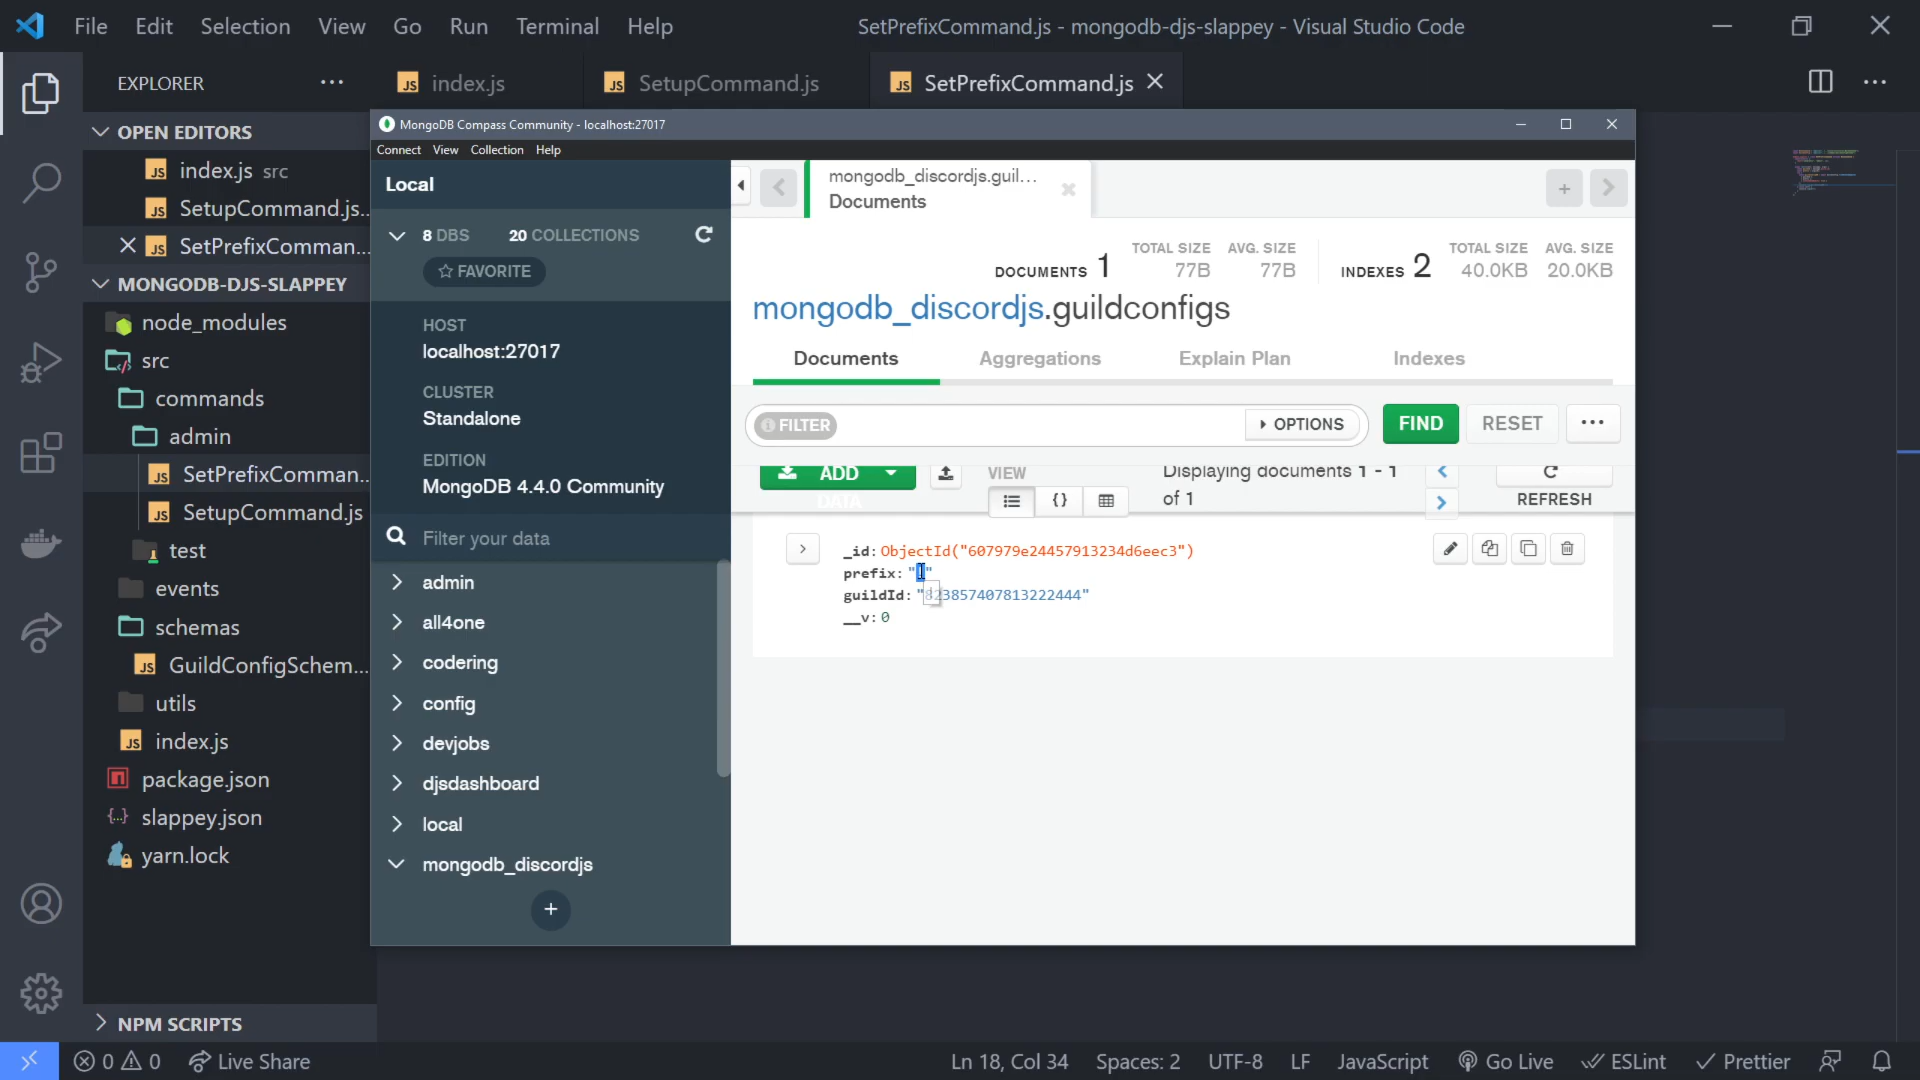 File Edit Selection View Go Run Terminal Help
SetPrefixCommand.js - mongodb-djs-slappey - Visual Studio Code
EXPLORER
index.js
SetupCommand.js
SetPrefixCommand.js
OPEN EDITORS
index.js src
SetupCommand.js...
SetPrefixComman...
MONGODB-DJS-SLAPPEY
node_modules
src
commands
admin
SetPrefixComman...
SetupCommand.js
test
events
schemas
GuildConfigSchem...
utils
index.js
package.json
slappey.json
yarn.lock
NPM SCRIPTS
MongoDB Compass Community - localhost:27017
Connect View Collection Help
Local
8 DBS 20 COLLECTIONS
FAVORITE
HOST
localhost:27017
CLUSTER
Standalone
EDITION
MongoDB 4.4.0 Community
Filter your data
admin
all4one
codering
config
devjobs
djsdashboard
local
mongodb_discordjs
mongodb_discordjs.guil...
Documents
DOCUMENTS 1 TOTAL SIZE 77B AVG. SIZE 77B INDEXES 2 TOTAL SIZE 40.0KB AVG. SIZE 20.0KB
mongodb_discordjs.guildconfigs
Documents Aggregations Explain Plan Indexes
FILTER OPTIONS FIND RESET
ADD DATA VIEW Displaying documents 1 - 1 of 1 REFRESH
_id: ObjectId("607979e24457913234d6eec3")
prefix: " "
guildId: "823857407813222444"
__v: 0
0 0 Live Share Ln 18, Col 34 Spaces: 2 UTF-8 LF JavaScript Go Live ESLint Prettier